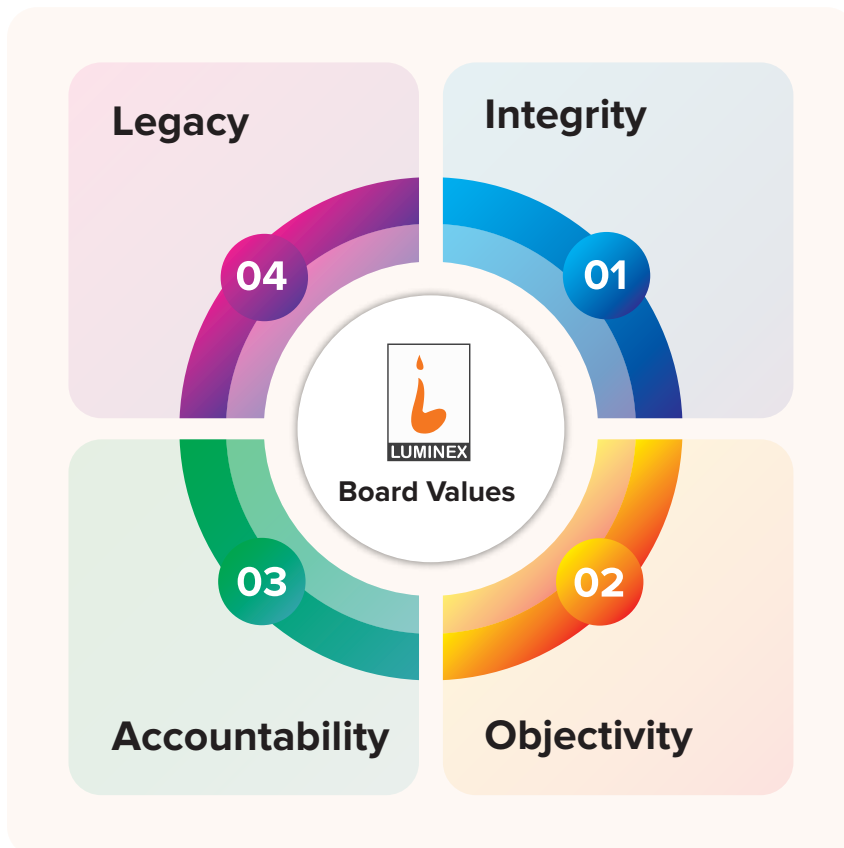 Legacy
Integrity
04
01
LUMINEX
Board Values
03
02
Accountability
Objectivity